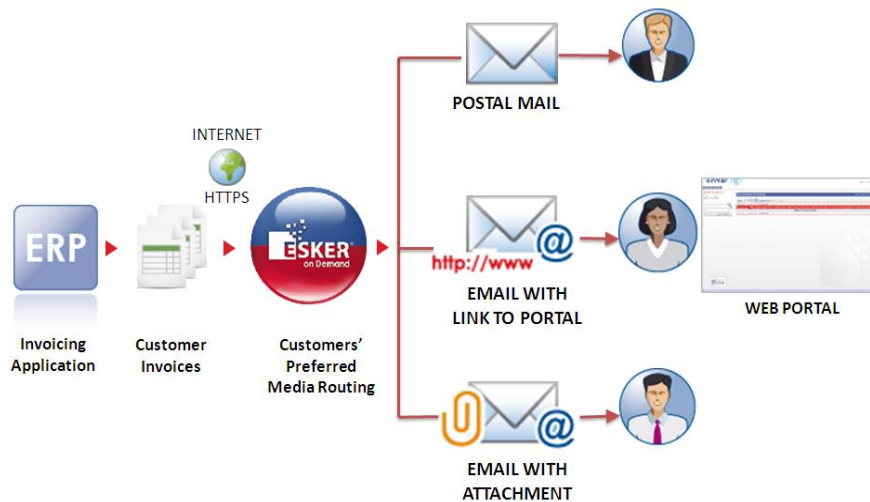 POSTAL MAIL
INTERNET
HTTPS
ERP
ESKER
on Demand
http://www
@
EMAIL WITH
LINK TO PORTAL
WEB PORTAL
Invoicing
Application
Customer
Invoices
Customers’
Preferred
Media Routing
@
EMAIL WITH
ATTACHMENT